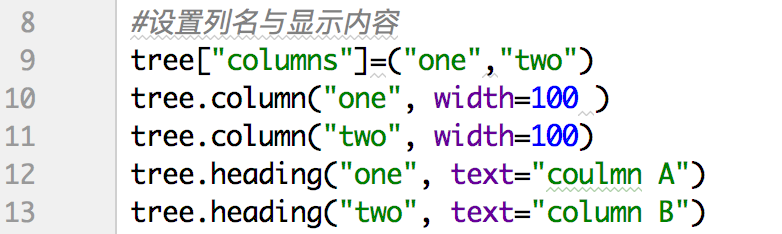 8 #设置列名与显示内容
9 tree["columns"]=("one","two")
10 tree.column("one", width=100 )
11 tree.column("two", width=100)
12 tree.heading("one", text="coulmn A")
13 tree.heading("two", text="column B")